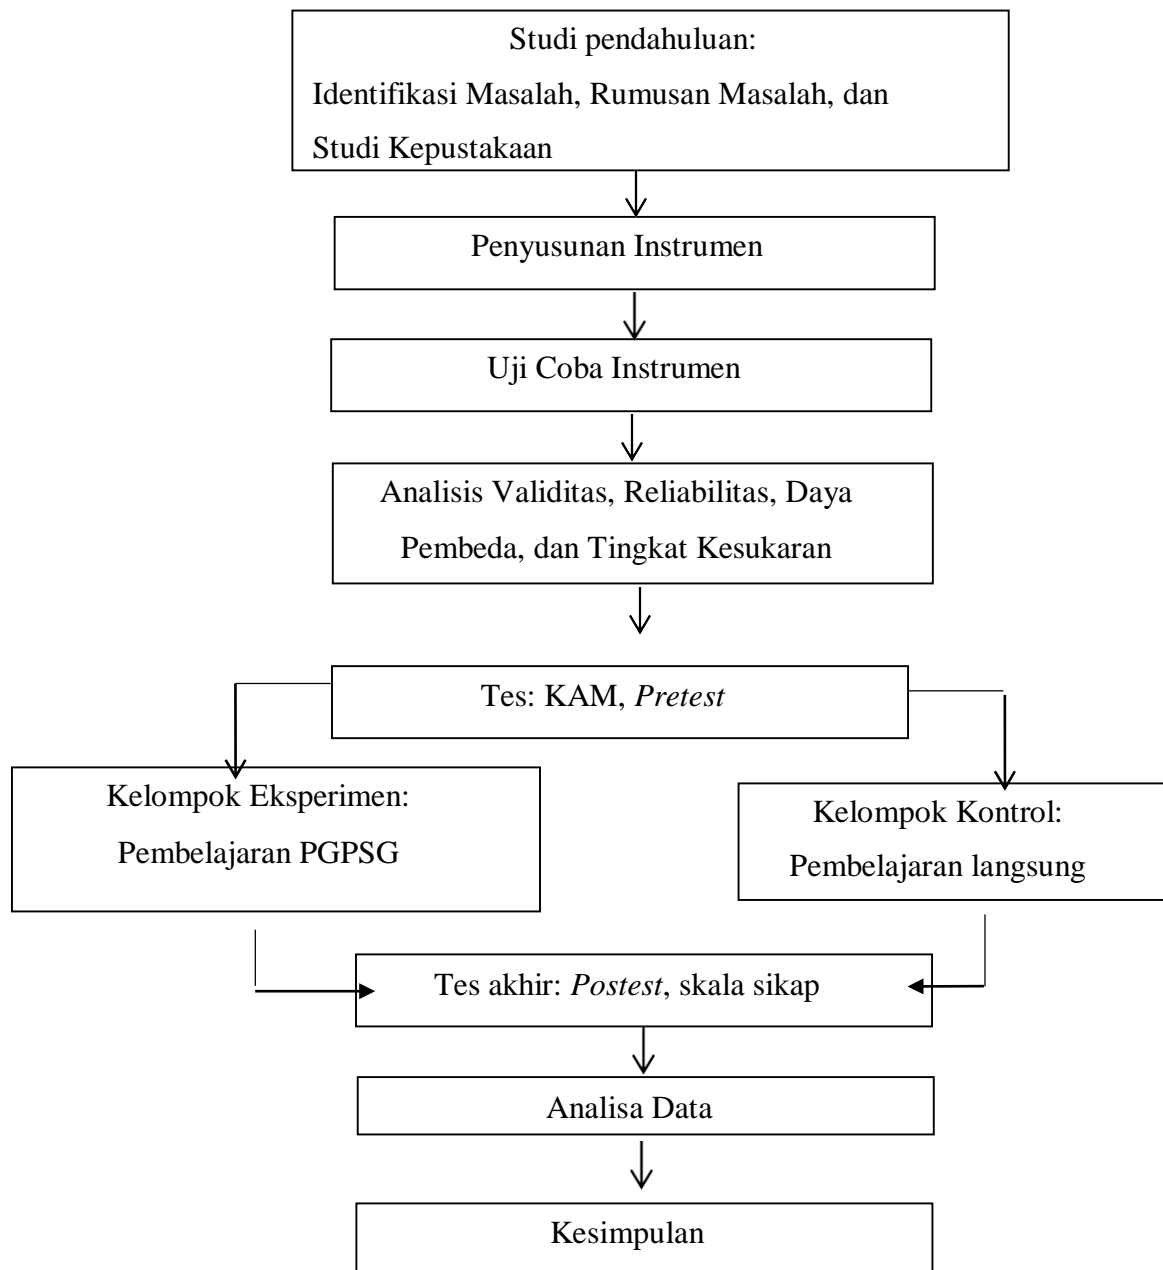 Studi pendahuluan:
Identifikasi Masalah, Rumusan Masalah, dan
Studi Kepustakaan
Penyusunan Instrumen
Uji Coba Instrumen
Analisis Validitas, Reliabilitas, Daya
Pembeda, dan Tingkat Kesukaran
Tes: KAM, Pretest
Kelompok Eksperimen:
Pembelajaran PGPSG
Kelompok Kontrol:
Pembelajaran langsung
Tes akhir: Postest, skala sikap
Analisa Data
Kesimpulan